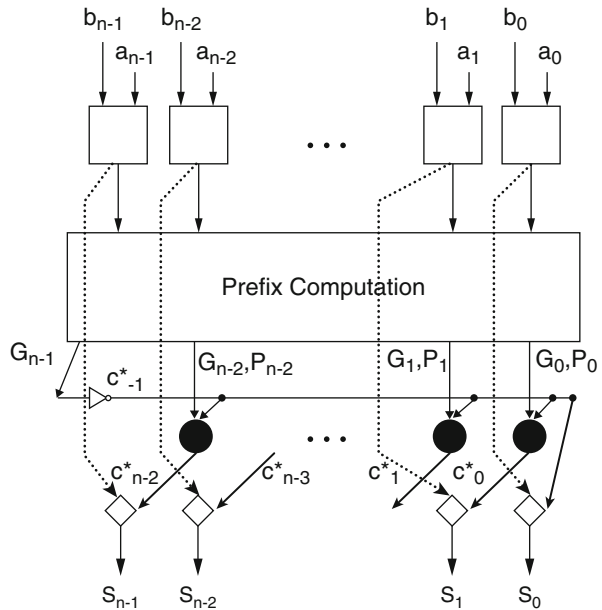 bₙ₋₁ bₙ₋₂ b₁ b₀
aₙ₋₁ aₙ₋₂ a₁ a₀
• • •
Prefix Computation
Gₙ₋₁ Gₙ₋₂,Pₙ₋₂ G₁,P₁ G₀,P₀
c*₋₁
• • •
c*ₙ₋₂ c*ₙ₋₃ c*₁ c*₀
Sₙ₋₁ Sₙ₋₂ S₁ S₀